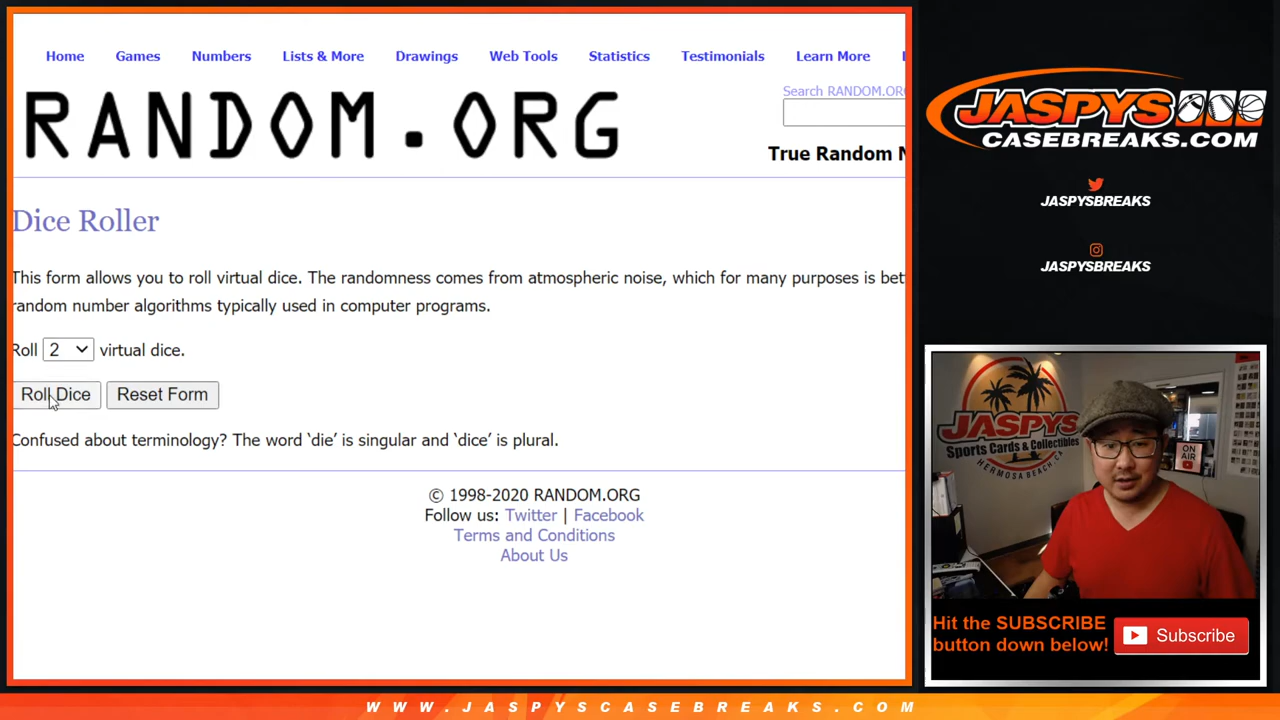 Home Games Numbers Lists & More Drawings Web Tools Statistics Testimonials Learn More
RANDOM.ORG
Search RANDOM.ORG
True Random N
Dice Roller
This form allows you to roll virtual dice. The randomness comes from atmospheric noise, which for many purposes is bet
random number algorithms typically used in computer programs.
Roll 2 virtual dice.
Roll Dice Reset Form
Confused about terminology? The word ‘die’ is singular and ‘dice’ is plural.
© 1998-2020 RANDOM.ORG
Follow us: Twitter | Facebook
Terms and Conditions
About Us
JASPYS
CASEBREAKS.COM
JASPYSBREAKS
JASPYSBREAKS
JASPYS
Sports Cards & Collectibles
HERMOSA BEACH, CA
ON
AIR
Hit the SUBSCRIBE
button down below!
Subscribe
WWW.JASPYSCASEBREAKS.COM